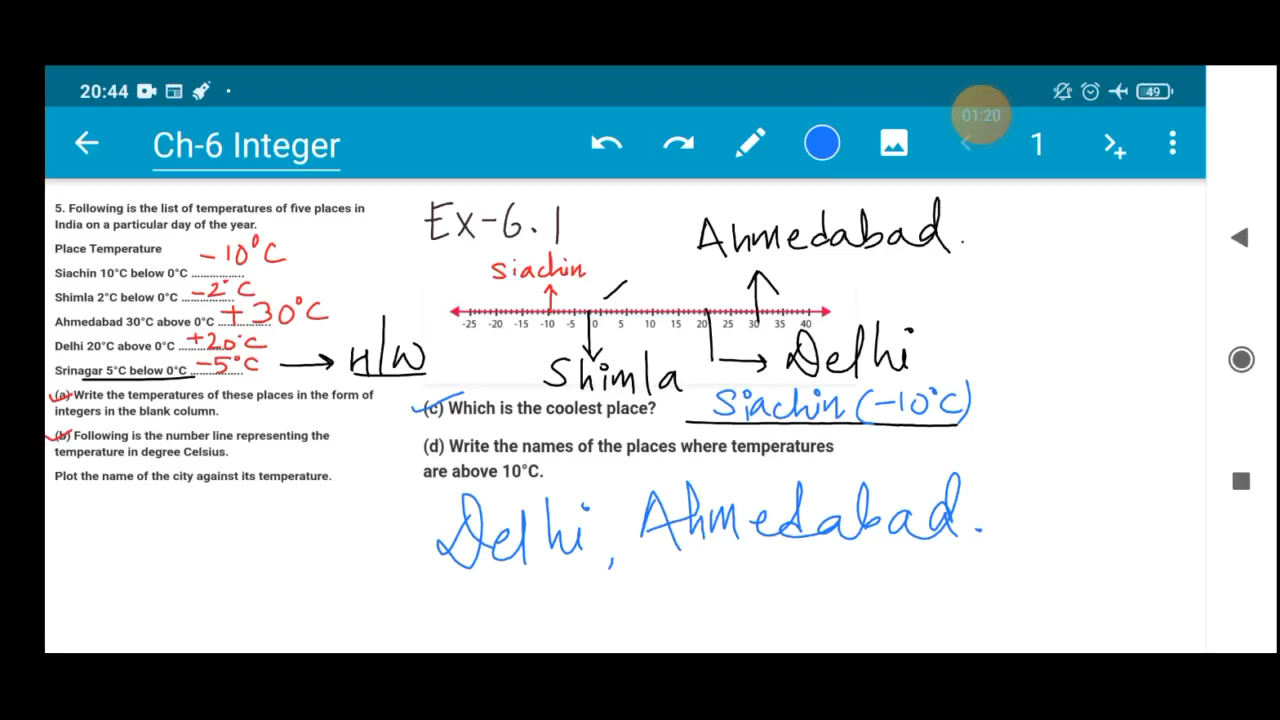 20:44
49
01:20
Ch-6 Integer
1
5. Following is the list of temperatures of five places in
India on a particular day of the year.
Place Temperature
Siachin 10°C below 0°C ................ -10°C
Shimla 2°C below 0°C ................ -2°C
Ahmedabad 30°C above 0°C ................ +30°C
Delhi 20°C above 0°C ................ +20°C
Srinagar 5°C below 0°C ................ -5°C → H/W
(a) Write the temperatures of these places in the form of
integers in the blank column.
(b) Following is the number line representing the
temperature in degree Celsius.
Plot the name of the city against its temperature.
Ex-6.1
Ahmedabad.
Siachin
-25 -20 -15 -10 -5 0 5 10 15 20 25 30 35 40
Shimla
Delhi
(c) Which is the coolest place? Siachin (-10°C)
(d) Write the names of the places where temperatures
are above 10°C.
Delhi, Ahmedabad.